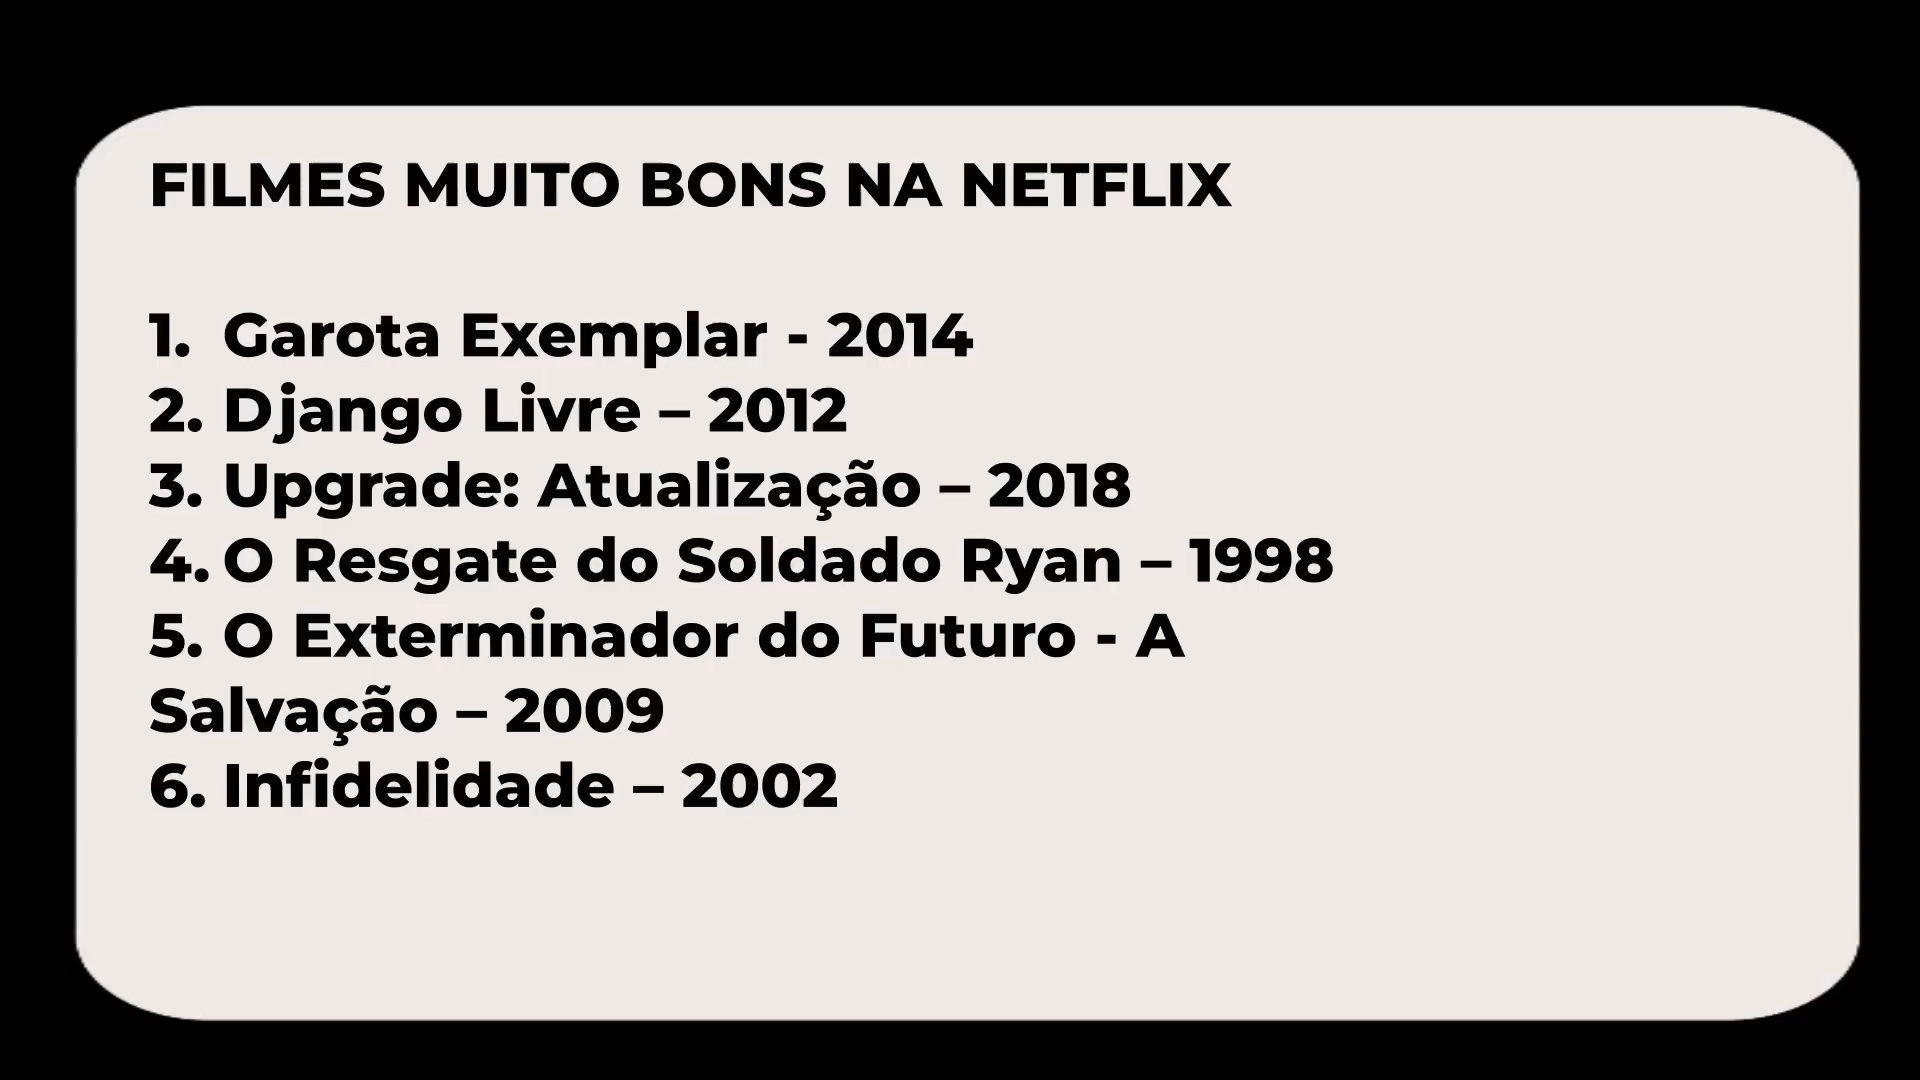 FILMES MUITO BONS NA NETFLIX
1. Garota Exemplar - 2014
2. Django Livre – 2012
3. Upgrade: Atualização – 2018
4. O Resgate do Soldado Ryan – 1998
5. O Exterminador do Futuro - A
Salvação – 2009
6. Infidelidade – 2002